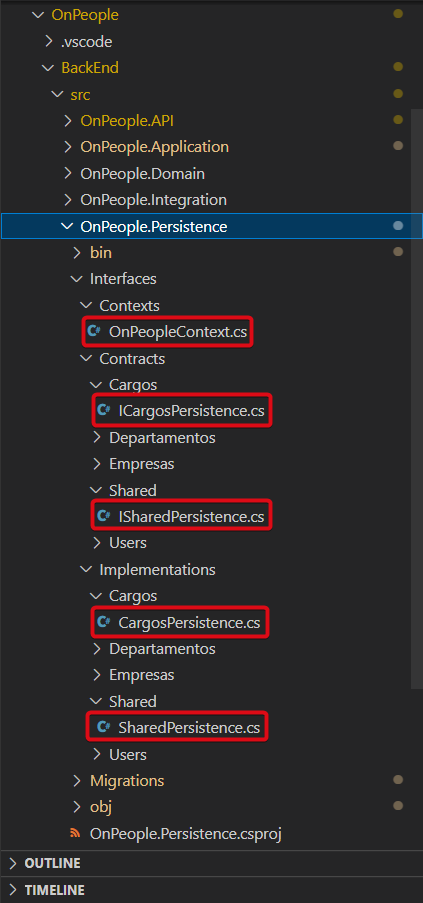 OnPeople
.vscode
BackEnd
src
OnPeople.API
OnPeople.Application
OnPeople.Domain
OnPeople.Integration
OnPeople.Persistence
bin
Interfaces
Contexts
C# OnPeopleContext.cs
Contracts
Cargos
C# ICargosPersistence.cs
Departamentos
Empresas
Shared
C# ISharedPersistence.cs
Users
Implementations
Cargos
C# CargosPersistence.cs
Departamentos
Empresas
Shared
C# SharedPersistence.cs
Users
Migrations
obj
OnPeople.Persistence.csproj
OUTLINE
TIMELINE